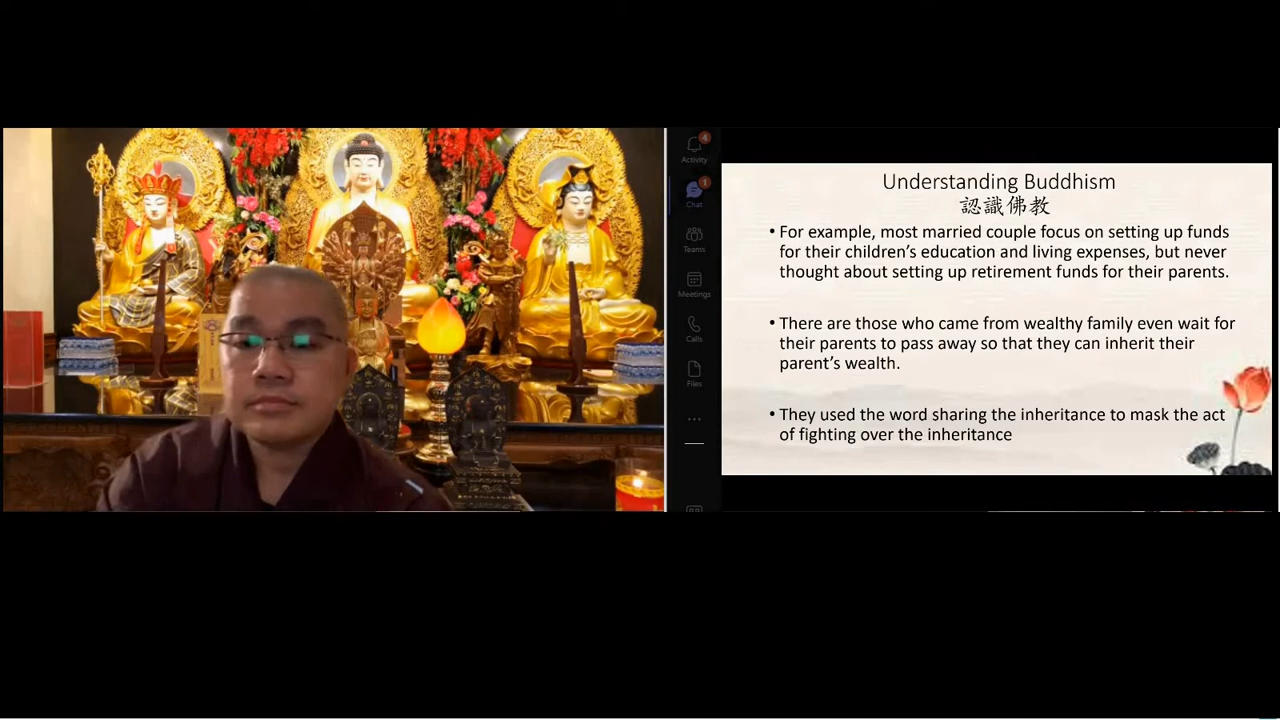 4
Activity
1
Chat
Teams
Meetings
Calls
Files
Understanding Buddhism
認識佛教
• For example, most married couple focus on setting up funds
for their children’s education and living expenses, but never
thought about setting up retirement funds for their parents.
• There are those who came from wealthy family even wait for
their parents to pass away so that they can inherit their
parent’s wealth.
• They used the word sharing the inheritance to mask the act
of fighting over the inheritance